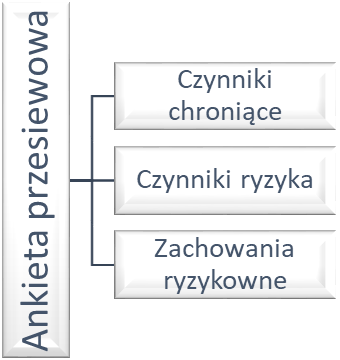 Ankieta przesiewowa
Czynniki
chroniące
Czynniki ryzyka
Zachowania
ryzykowne